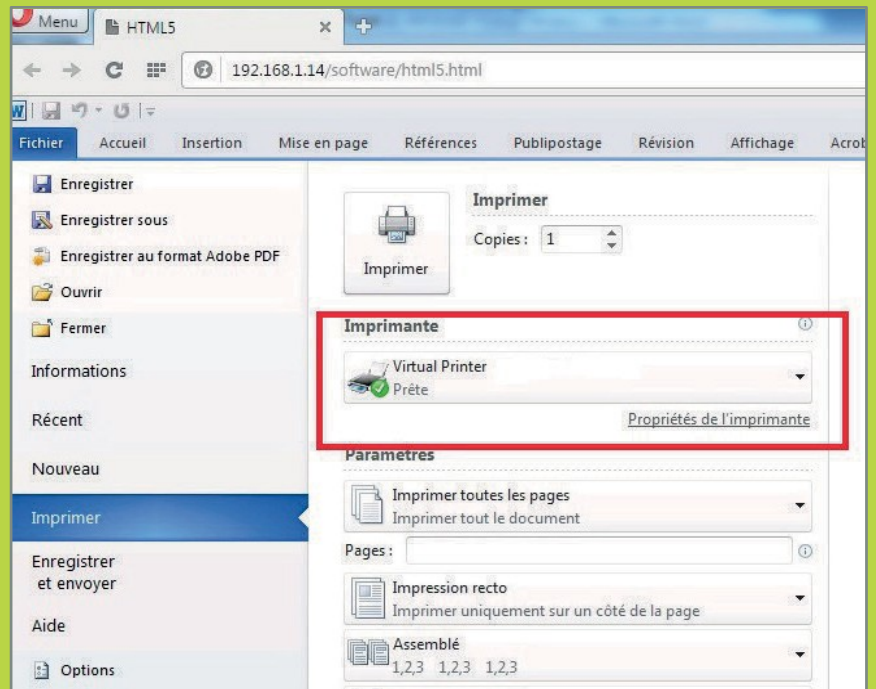 Menu HTML5
192.168.1.14/software/html5.html
W
Fichier Accueil Insertion Mise en page Références Publipostage Révision Affichage
Enregistrer
Enregistrer sous
Enregistrer au format Adobe PDF
Ouvrir
Fermer
Informations
Récent
Nouveau
Imprimer
Enregistrer
et envoyer
Aide
Options
Imprimer
Imprimer
Copies : 1
Imprimante
Virtual Printer
Prête
Propriétés de l'imprimante
Paramètres
Imprimer toutes les pages
Imprimer tout le document
Pages :
Impression recto
Imprimer uniquement sur un côté de la page
Assemblé
1,2,3 1,2,3 1,2,3